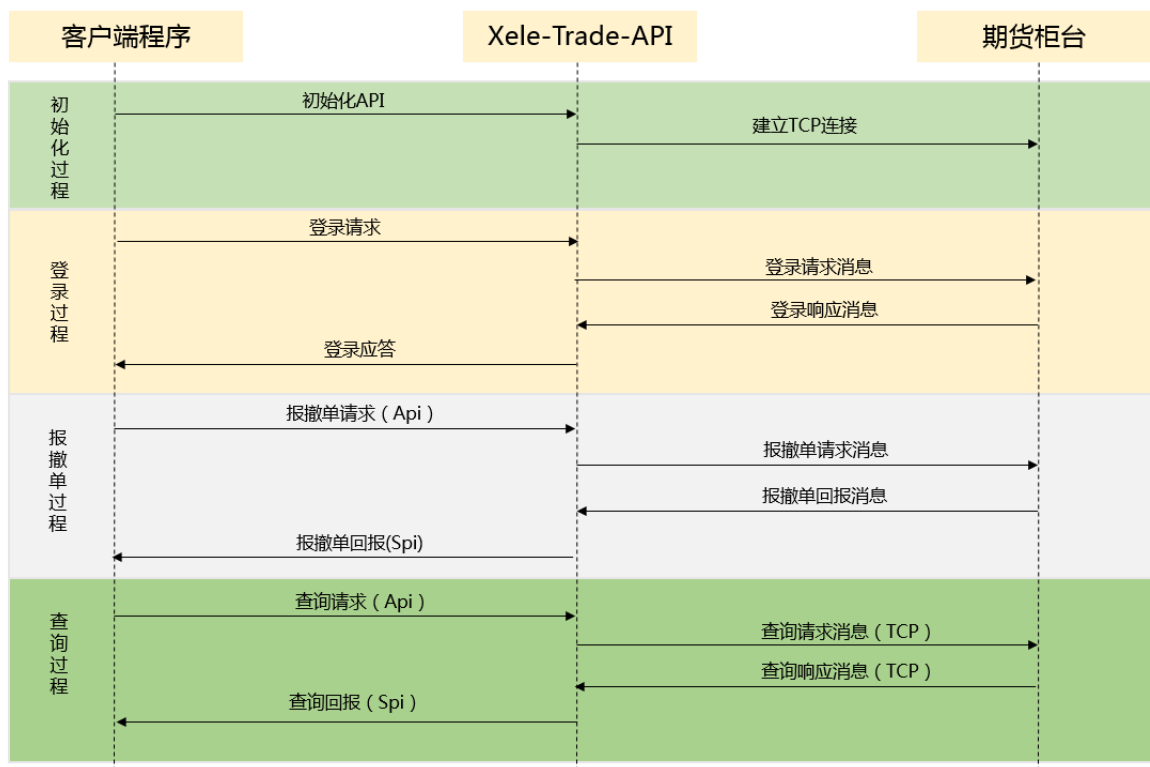 客户端程序
Xele-Trade-API
期货柜台
初始化过程
初始化API
建立TCP连接
登录过程
登录请求
登录请求消息
登录响应消息
登录应答
报撤单过程
报撤单请求（Api）
报撤单请求消息
报撤单回报消息
报撤单回报(Spi)
查询过程
查询请求（Api）
查询请求消息（TCP）
查询响应消息（TCP）
查询回报（Spi）